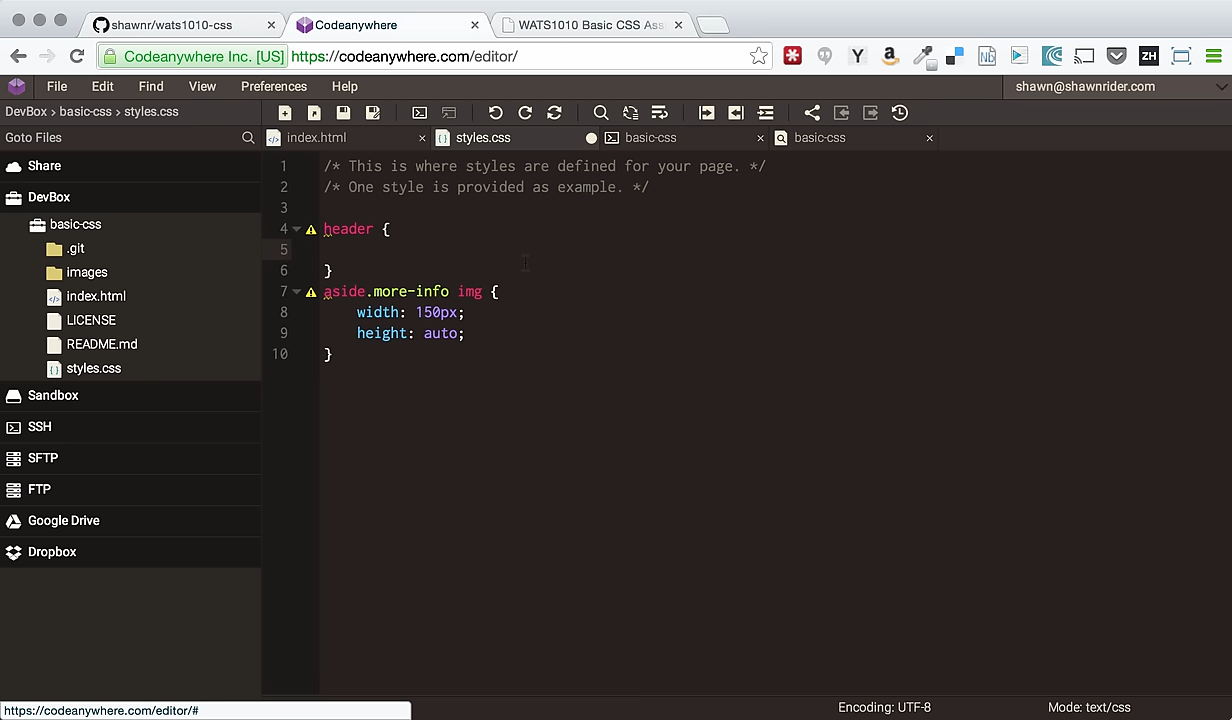 shawnr/wats1010-css
Codeanywhere
WATS1010 Basic CSS Ass
Codeanywhere Inc. [US]
https://codeanywhere.com/editor/
File
Edit
Find
View
Preferences
Help
shawn@shawnrider.com
DevBox > basic-css > styles.css
Goto Files
index.html
styles.css
basic-css
basic-css
Share
DevBox
basic-css
.git
images
index.html
LICENSE
README.md
styles.css
Sandbox
SSH
SFTP
FTP
Google Drive
Dropbox
1 /* This is where styles are defined for your page. */
2 /* One style is provided as example. */
3
4 header {
5
6 }
7 aside.more-info img {
8 width: 150px;
9 height: auto;
10 }
https://codeanywhere.com/editor/#
Encoding: UTF-8
Mode: text/css